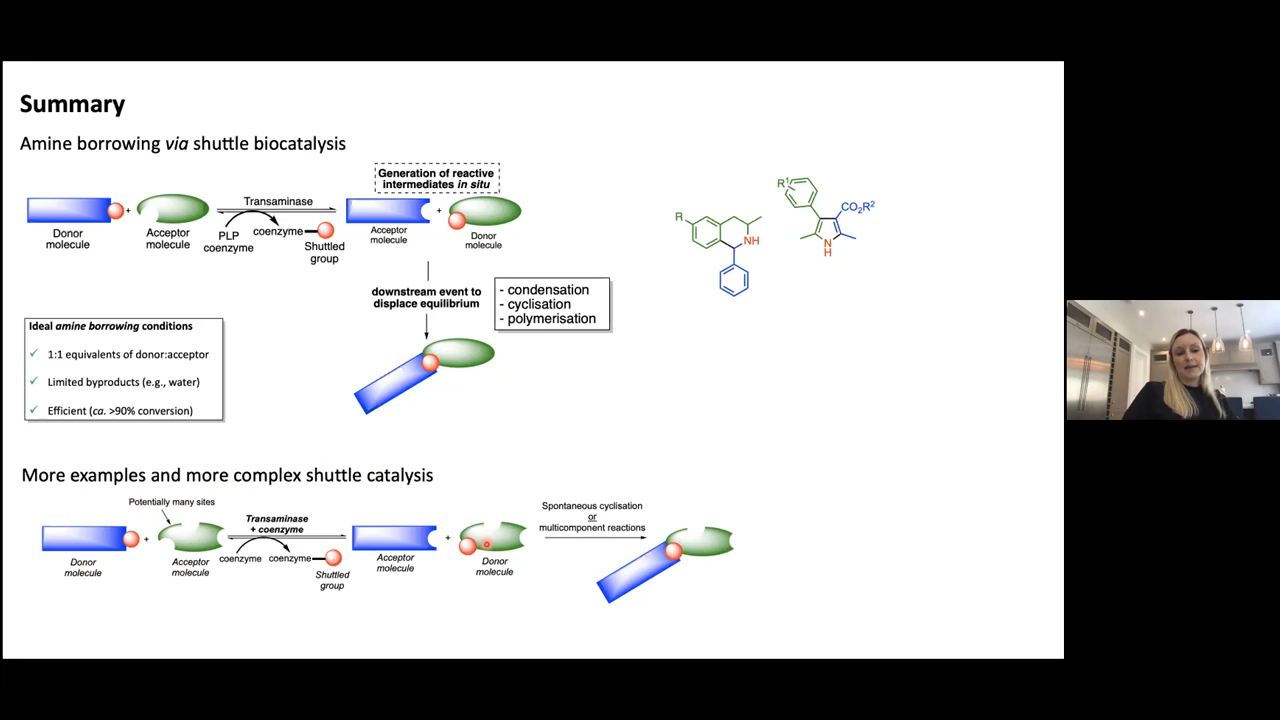 Summary
Amine borrowing via shuttle biocatalysis
Generation of reactive
intermediates in situ
Transaminase
+
+
Donor
molecule
Acceptor
molecule
PLP
coenzyme
coenzyme
Shuttled
group
Acceptor
molecule
Donor
molecule
downstream event to
displace equilibrium
- condensation
- cyclisation
- polymerisation
Ideal amine borrowing conditions
✓ 1:1 equivalents of donor:acceptor
✓ Limited byproducts (e.g., water)
✓ Efficient (ca. >90% conversion)
R
NH
R1
CO2R2
N
H
More examples and more complex shuttle catalysis
Potentially many sites
Transaminase
+ coenzyme
+
+
Donor
molecule
Acceptor
molecule
coenzyme
coenzyme
Shuttled
group
Acceptor
molecule
Donor
molecule
Spontaneous cyclisation
or
multicomponent reactions